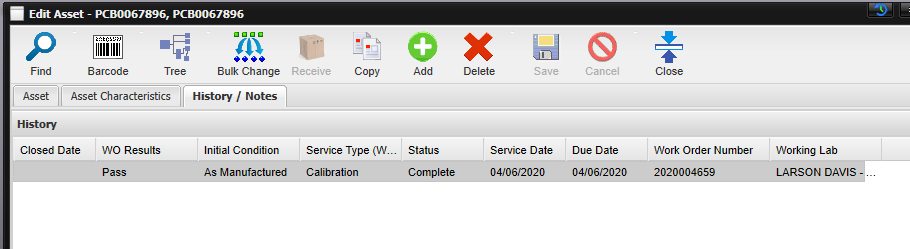 Edit Asset - PCB0067896, PCB0067896
Find Barcode Tree Bulk Change Receive Copy Add Delete Save Cancel Close
Asset Asset Characteristics History / Notes
History
Closed Date WO Results Initial Condition Service Type (W... Status Service Date Due Date Work Order Number Working Lab
Pass As Manufactured Calibration Complete 04/06/2020 04/06/2020 2020004659 LARSON DAVIS - ...